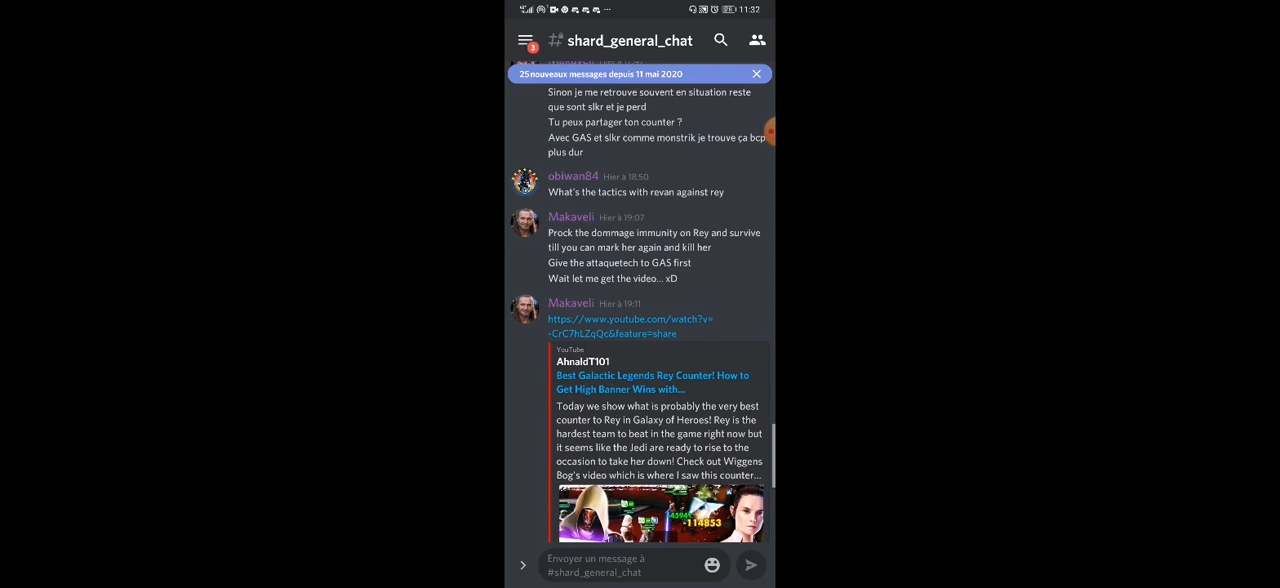 11:32
3
# shard_general_chat
25 nouveaux messages depuis 11 mai 2020
Sinon je me retrouve souvent en situation reste
que sont slkr et je perd
Tu peux partager ton counter ?
Avec GAS et slkr comme monstrik je trouve ça bcp
plus dur
obiwan84 Hier à 18:50
What's the tactics with revan against rey
Makaveli Hier à 19:07
Prock the dommage immunity on Rey and survive
till you can mark her again and kill her
Give the attaquetech to GAS first
Wait let me get the video... xD
Makaveli Hier à 19:11
https://www.youtube.com/watch?v=
-CrC7hLZqQc&feature=share
YouTube
AhnaldT101
Best Galactic Legends Rey Counter! How to
Get High Banner Wins with...
Today we show what is probably the very best
counter to Rey in Galaxy of Heroes! Rey is the
hardest team to beat in the game right now but
it seems like the Jedi are ready to rise to the
occasion to take her down! Check out Wiggens
Bog's video which is where I saw this counter...
-114853
Envoyer un message à
#shard_general_chat